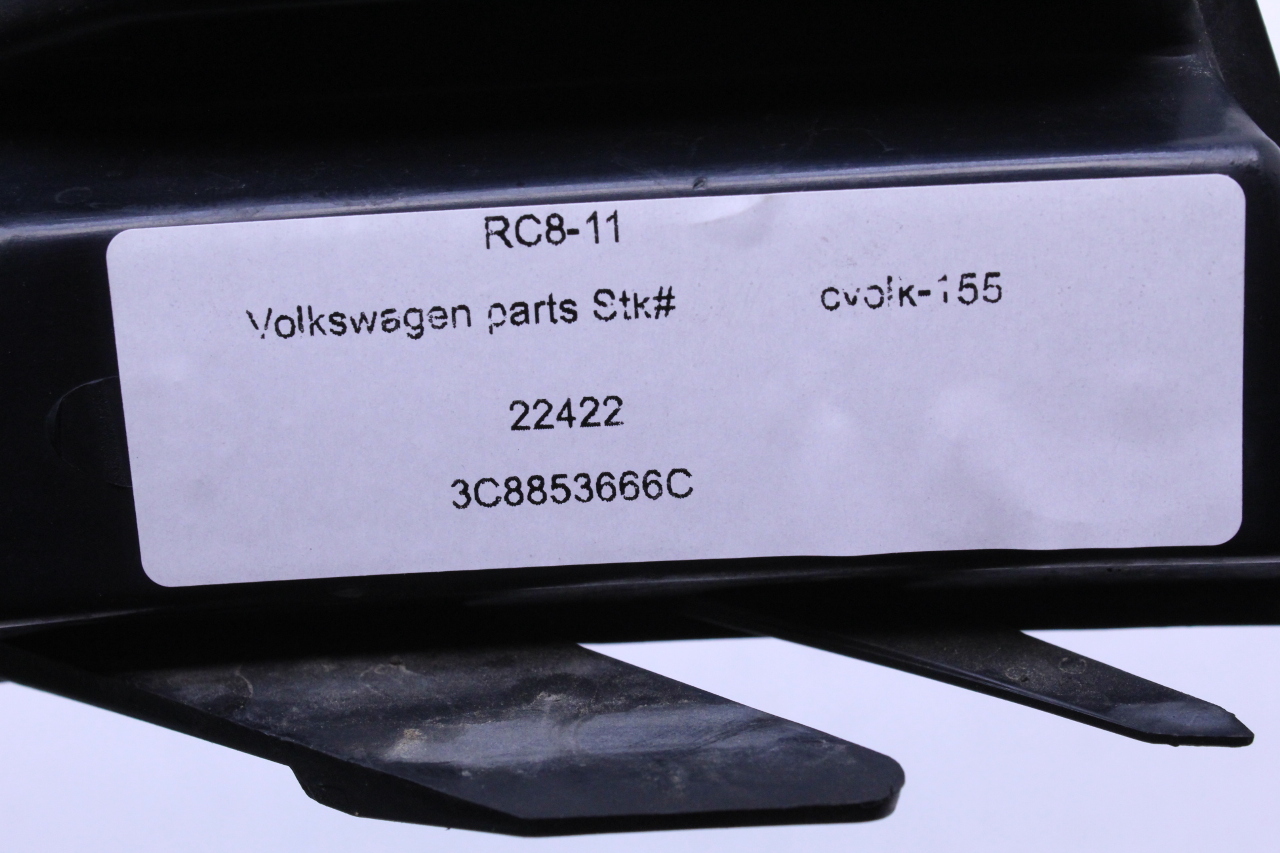 RC8-11
Volkswagen parts Stk# cvolk-155
22422
3C8853666C